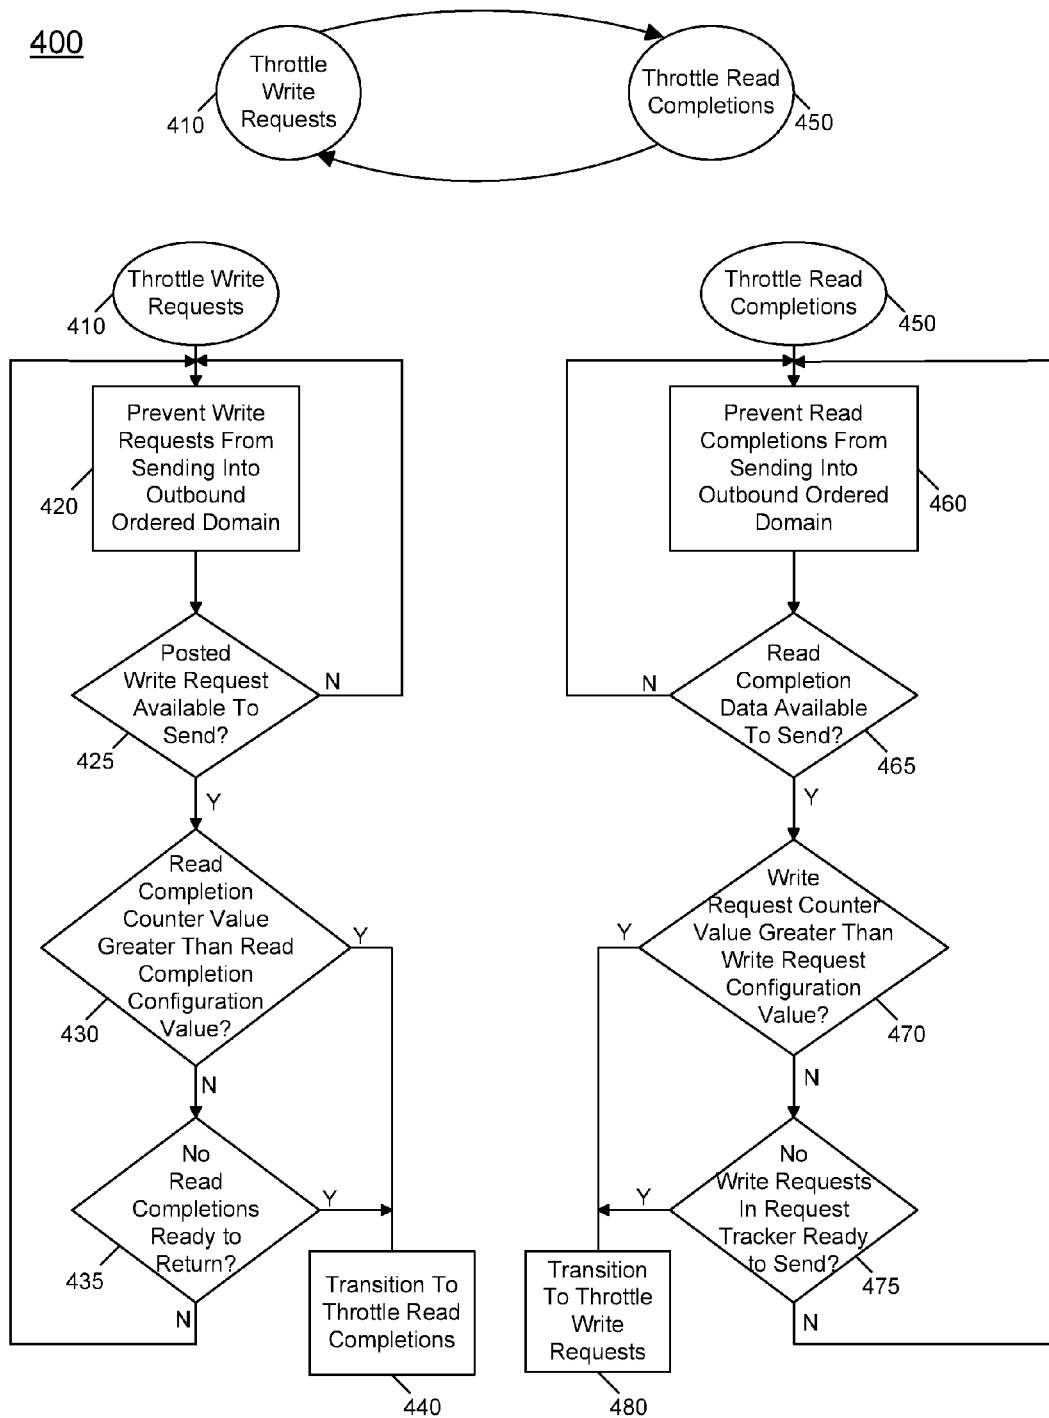 400
Throttle
Write
Requests
410
Throttle Read
Completions
450
Throttle Write
Requests
410
Prevent Write
Requests From
Sending Into
Outbound
Ordered Domain
420
Posted
Write Request
Available To
Send?
N
425
Y
Read
Completion
Counter Value
Greater Than Read
Completion
Configuration
Value?
Y
430
N
No
Read
Completions
Ready to
Return?
Y
435
N
Transition To
Throttle Read
Completions
440
Throttle Read
Completions
450
Prevent Read
Completions From
Sending Into
Outbound Ordered
Domain
460
Read
Completion
Data Available
To Send?
N
465
Y
Write
Request Counter
Value Greater Than
Write Request
Configuration
Value?
Y
470
N
No
Write Requests
In Request
Tracker Ready
to Send?
Y
475
N
Transition
To Throttle
Write
Requests
480